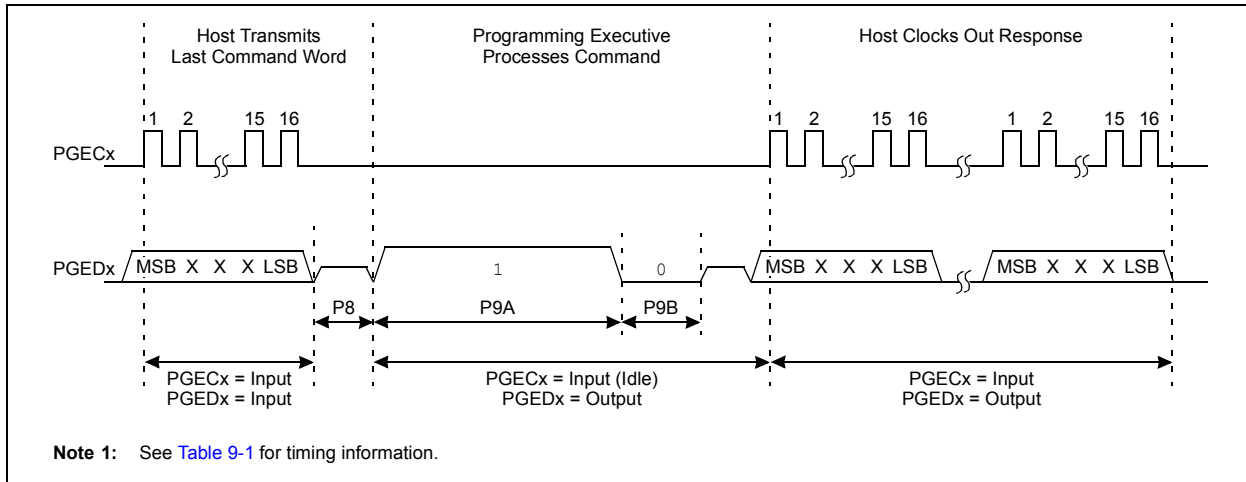 Host Transmits
Last Command Word
Programming Executive
Processes Command
Host Clocks Out Response
1 2 15 16 1 2 15 16 1 2 15 16
PGECx
PGEDx MSB X X X LSB 1 0 MSB X X X LSB MSB X X X LSB
P8 P9A P9B
PGECx = Input
PGEDx = Input
PGECx = Input (Idle)
PGEDx = Output
PGECx = Input
PGEDx = Output
Note 1: See Table 9-1 for timing information.